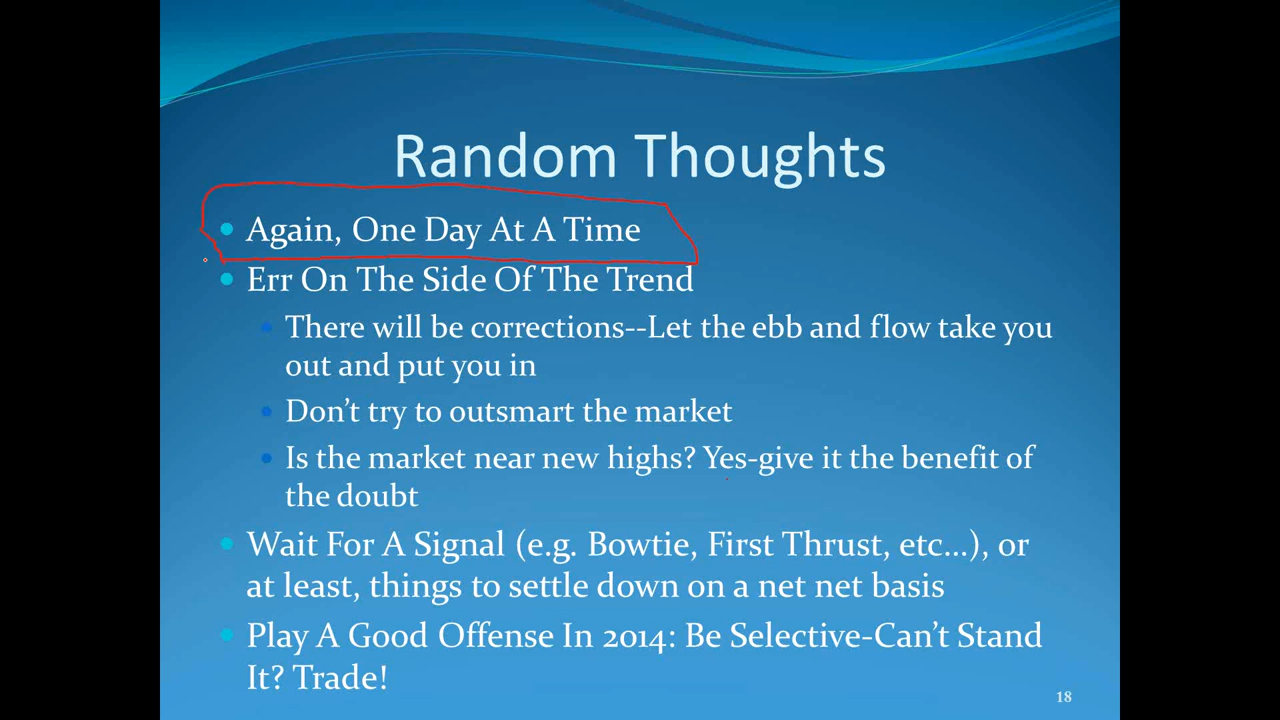 Random Thoughts
Again, One Day At A Time
Err On The Side Of The Trend
There will be corrections--Let the ebb and flow take you
out and put you in
Don’t try to outsmart the market
Is the market near new highs? Yes-give it the benefit of
the doubt
Wait For A Signal (e.g. Bowtie, First Thrust, etc…), or
at least, things to settle down on a net net basis
Play A Good Offense In 2014: Be Selective-Can’t Stand
It? Trade!
18